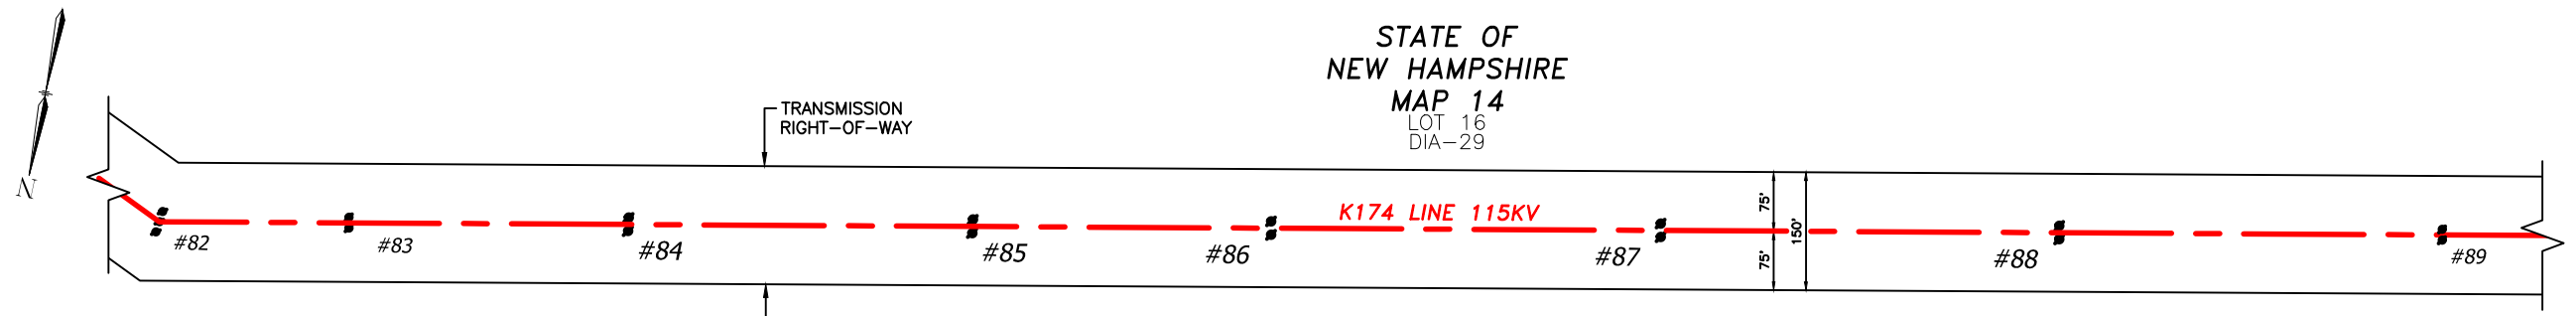 STATE OF
NEW HAMPSHIRE
MAP 14
LOT 16
DIA-29
TRANSMISSION
RIGHT-OF-WAY
N
K174 LINE 115KV
75'
150'
75'
#82
#83
#84
#85
#86
#87
#88
#89